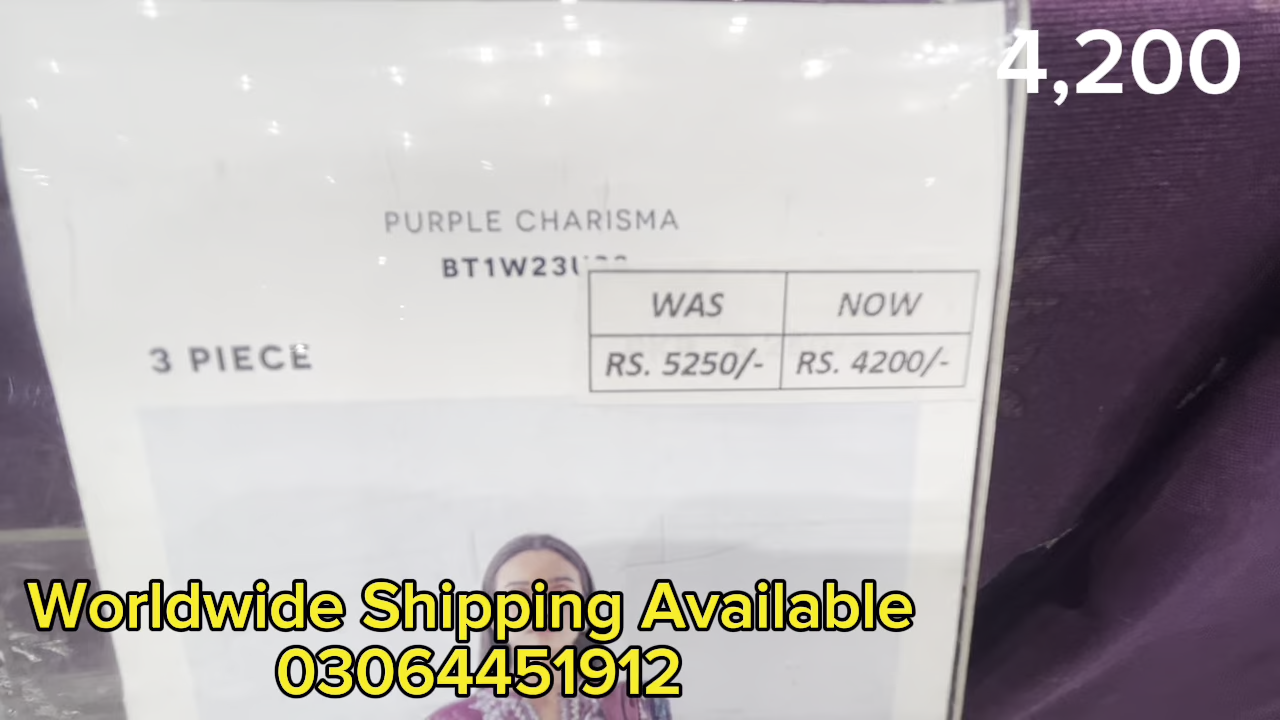 4,200
PURPLE CHARISMA
WAS NOW
3 PIECE
RS. 5250/- RS. 4200/-
Worldwide Shipping Available
03064451912